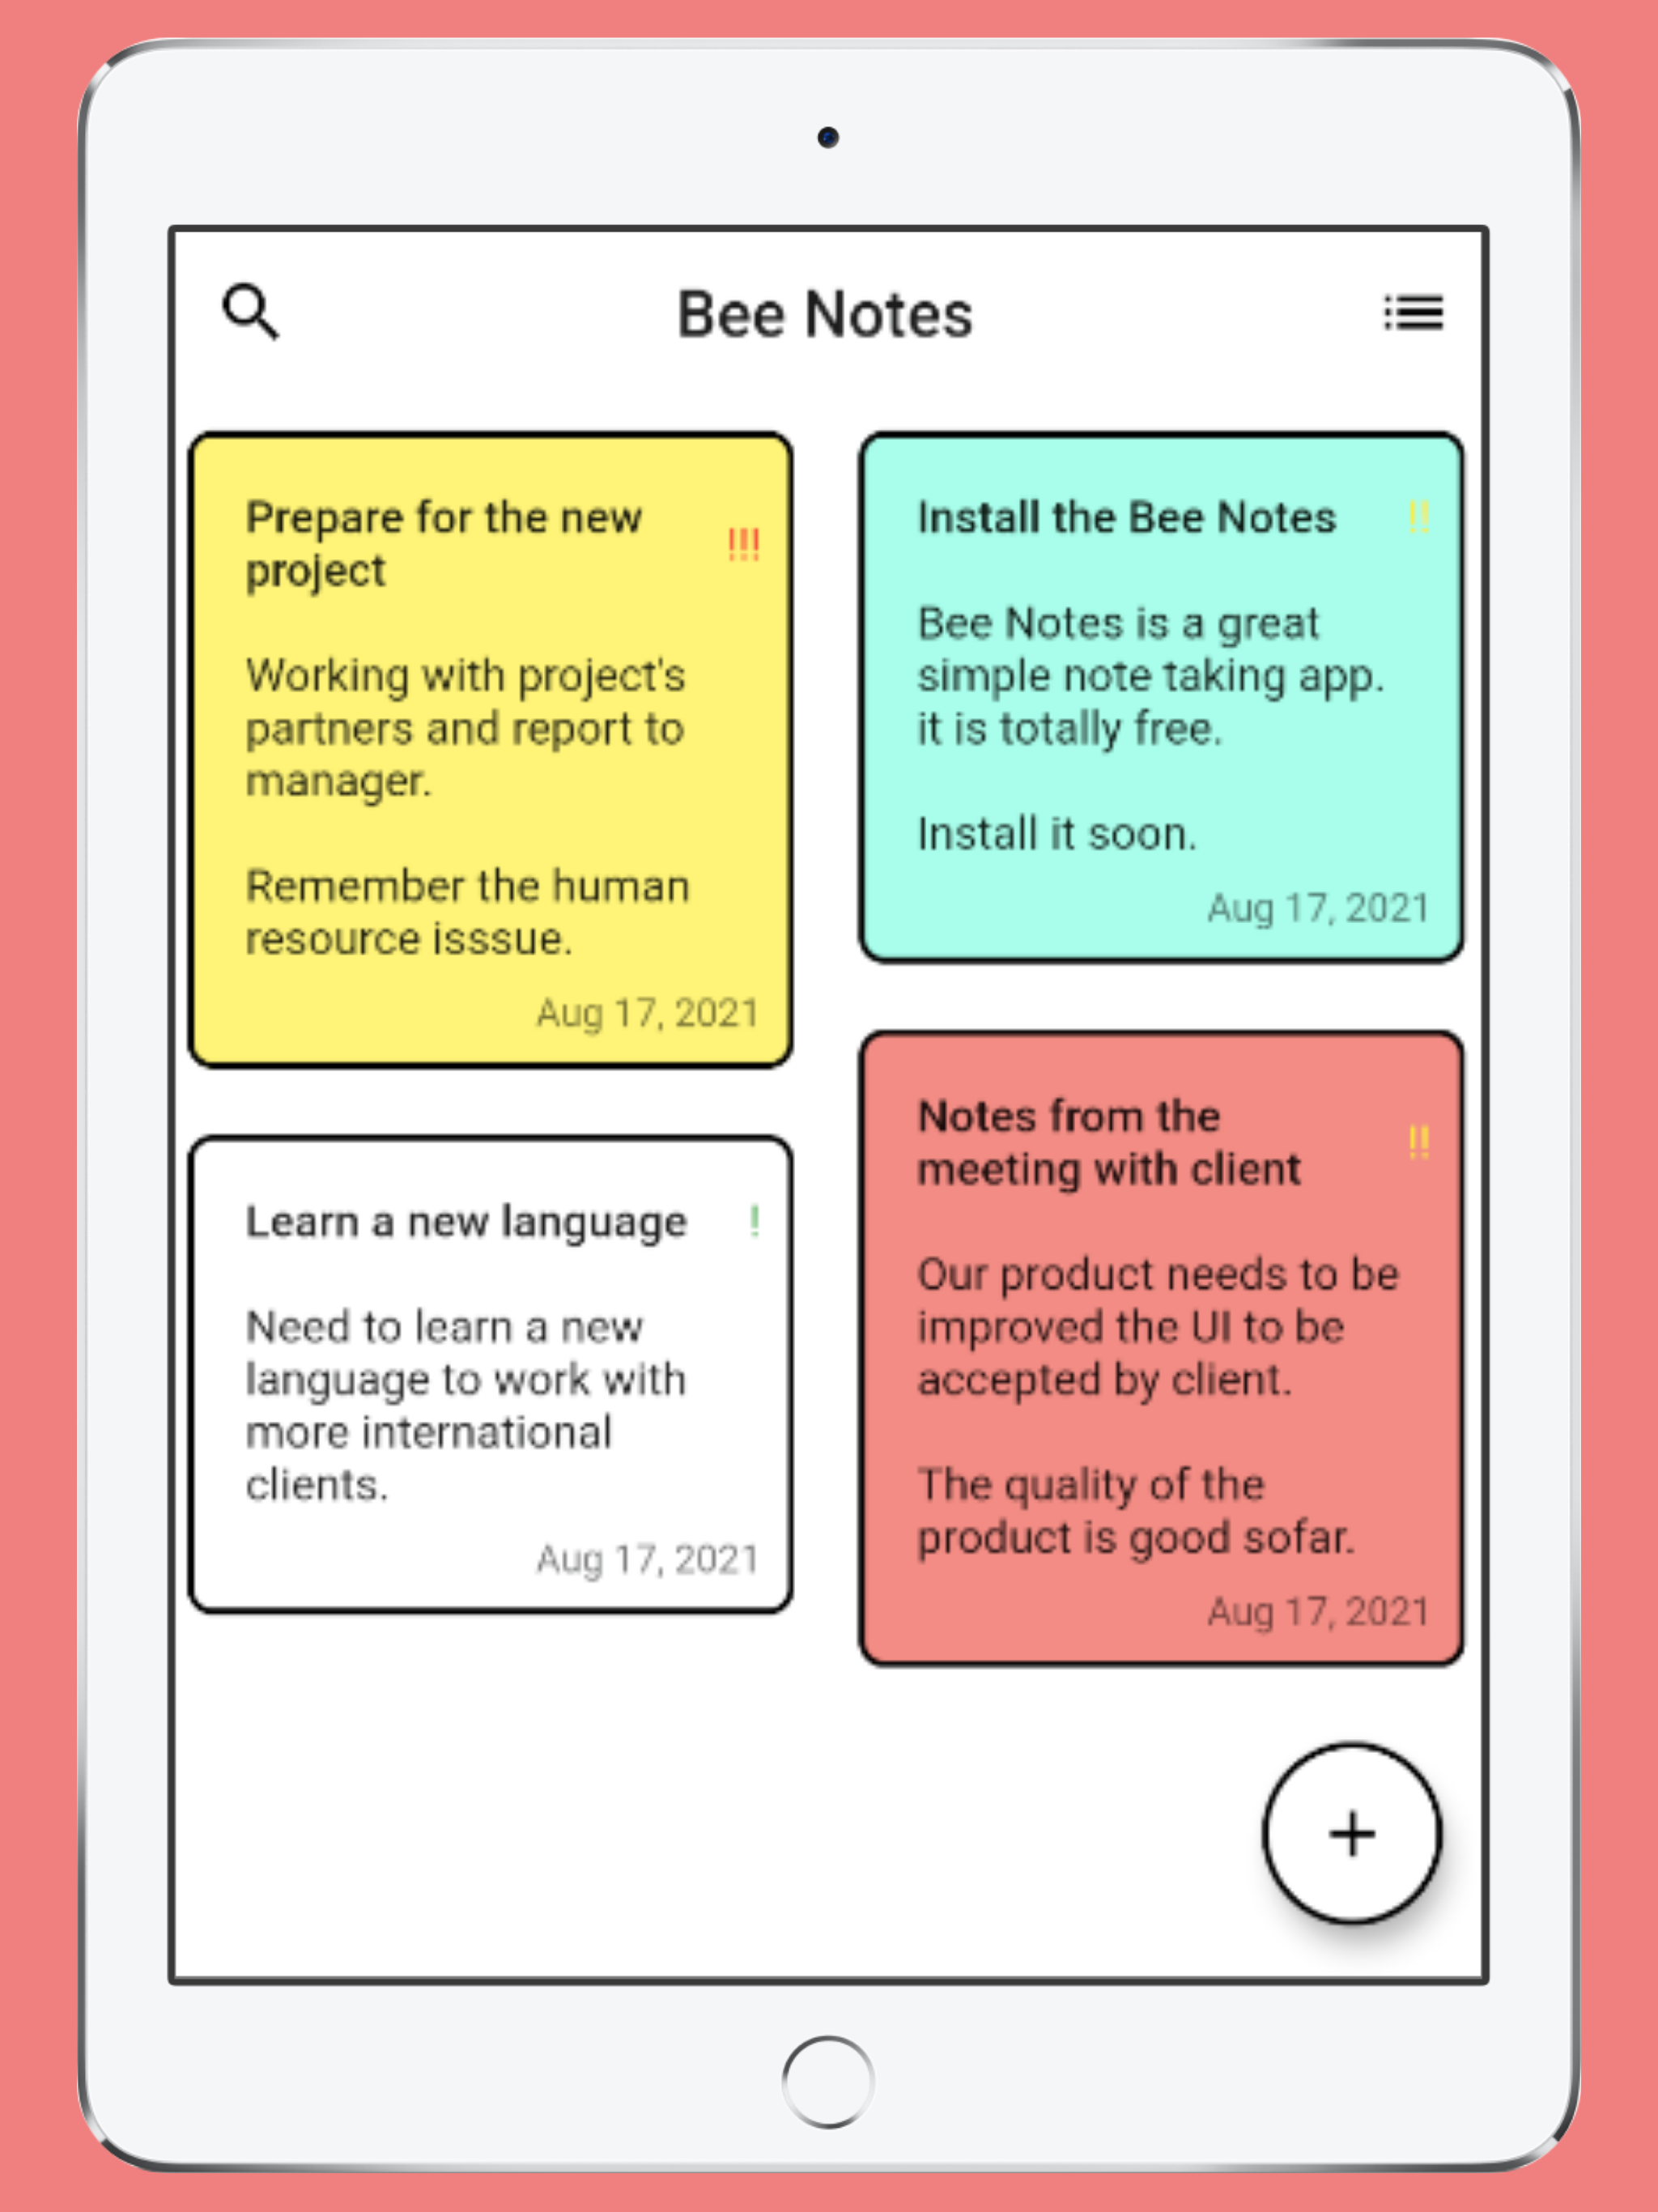 Bee Notes
Prepare for the new
project
!!!
Working with project's
partners and report to
manager.
Remember the human
resource isssue.
Aug 17, 2021
Install the Bee Notes
!!
Bee Notes is a great
simple note taking app.
it is totally free.
Install it soon.
Aug 17, 2021
Learn a new language
!
Need to learn a new
language to work with
more international
clients.
Aug 17, 2021
Notes from the
meeting with client
!!
Our product needs to be
improved the UI to be
accepted by client.
The quality of the
product is good sofar.
Aug 17, 2021
+